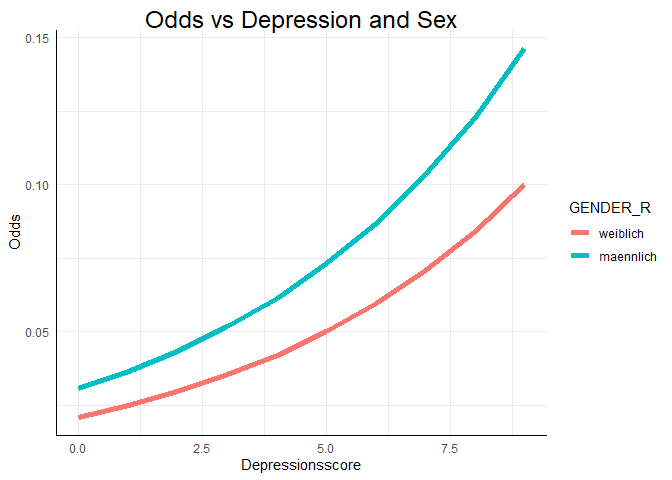 Odds vs Depression and Sex
0.15
0.10
0.05
Odds
0.0 2.5 5.0 7.5
Depressionsscore
GENDER_R
weiblich
maennlich